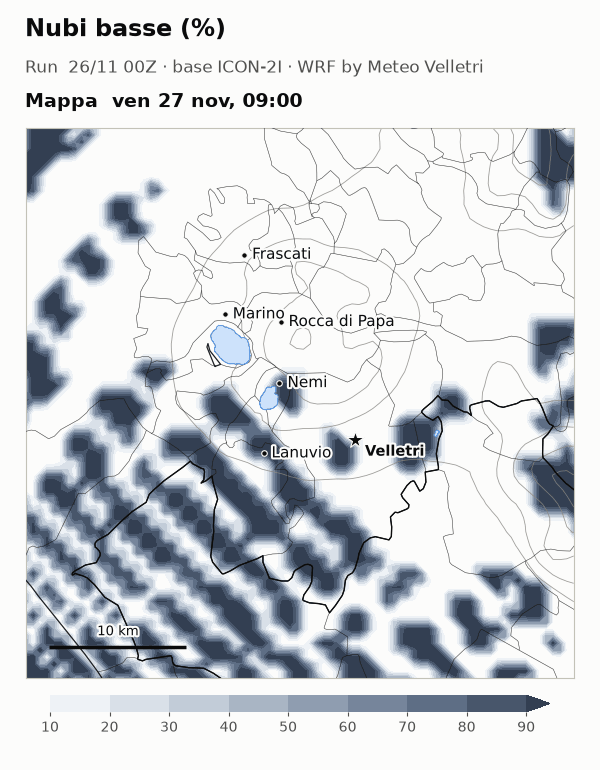 Nubi basse (%)
Run  26/11 00Z · base ICON-2I · WRF by Meteo Velletri
Mappa  ven 27 nov, 09:00
Frascati
Marino
Rocca di Papa
Nemi
Velletri
Lanuvio
10 km
10 20 30 40 50 60 70 80 90